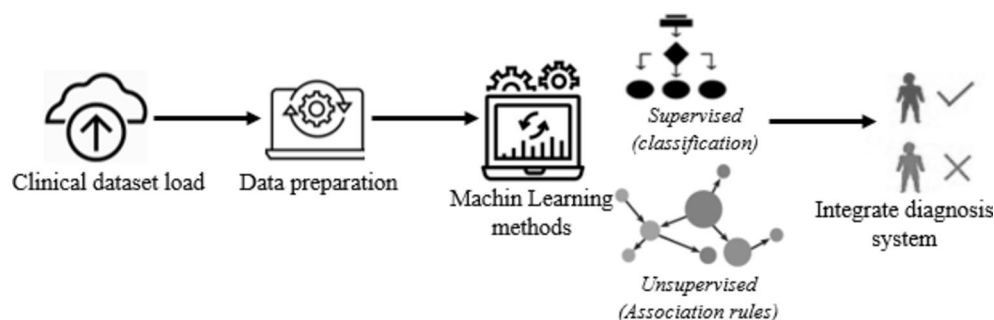 Clinical dataset load
Data preparation
Machin Learning
methods
Supervised
(classification)
Unsupervised
(Association rules)
Integrate diagnosis
system